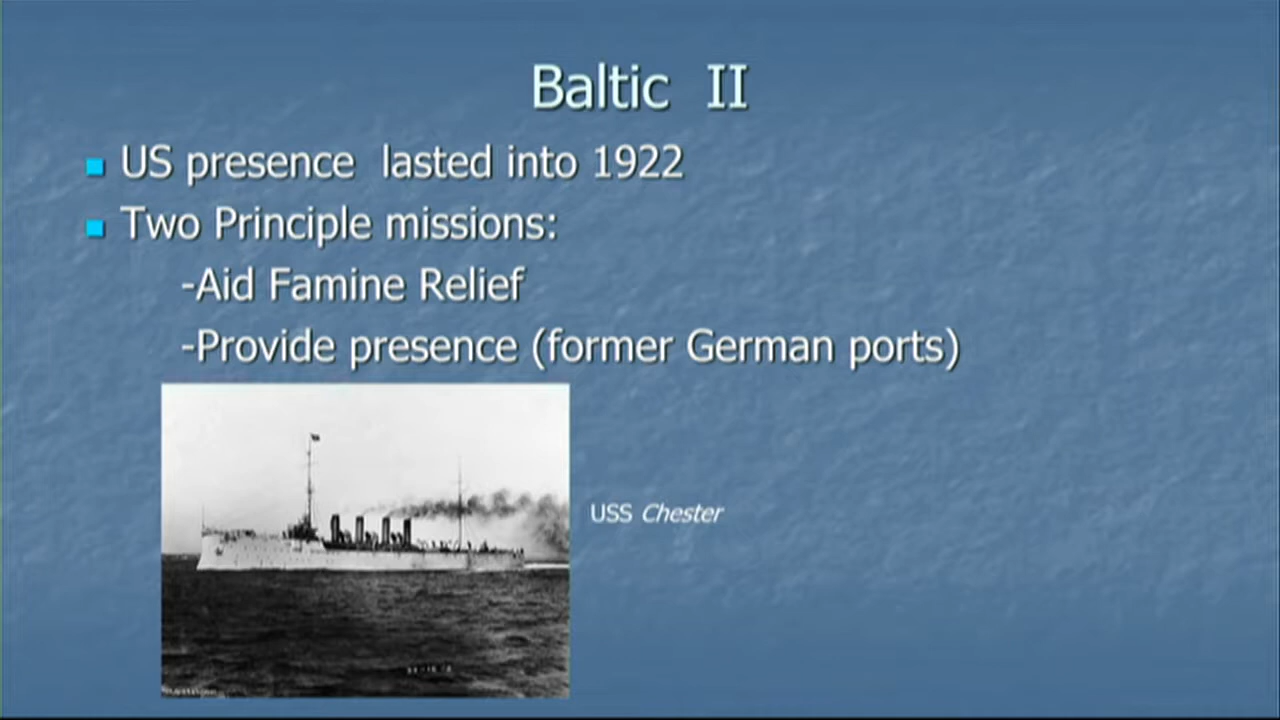 Baltic II
US presence lasted into 1922
Two Principle missions:
-Aid Famine Relief
-Provide presence (former German ports)
USS Chester